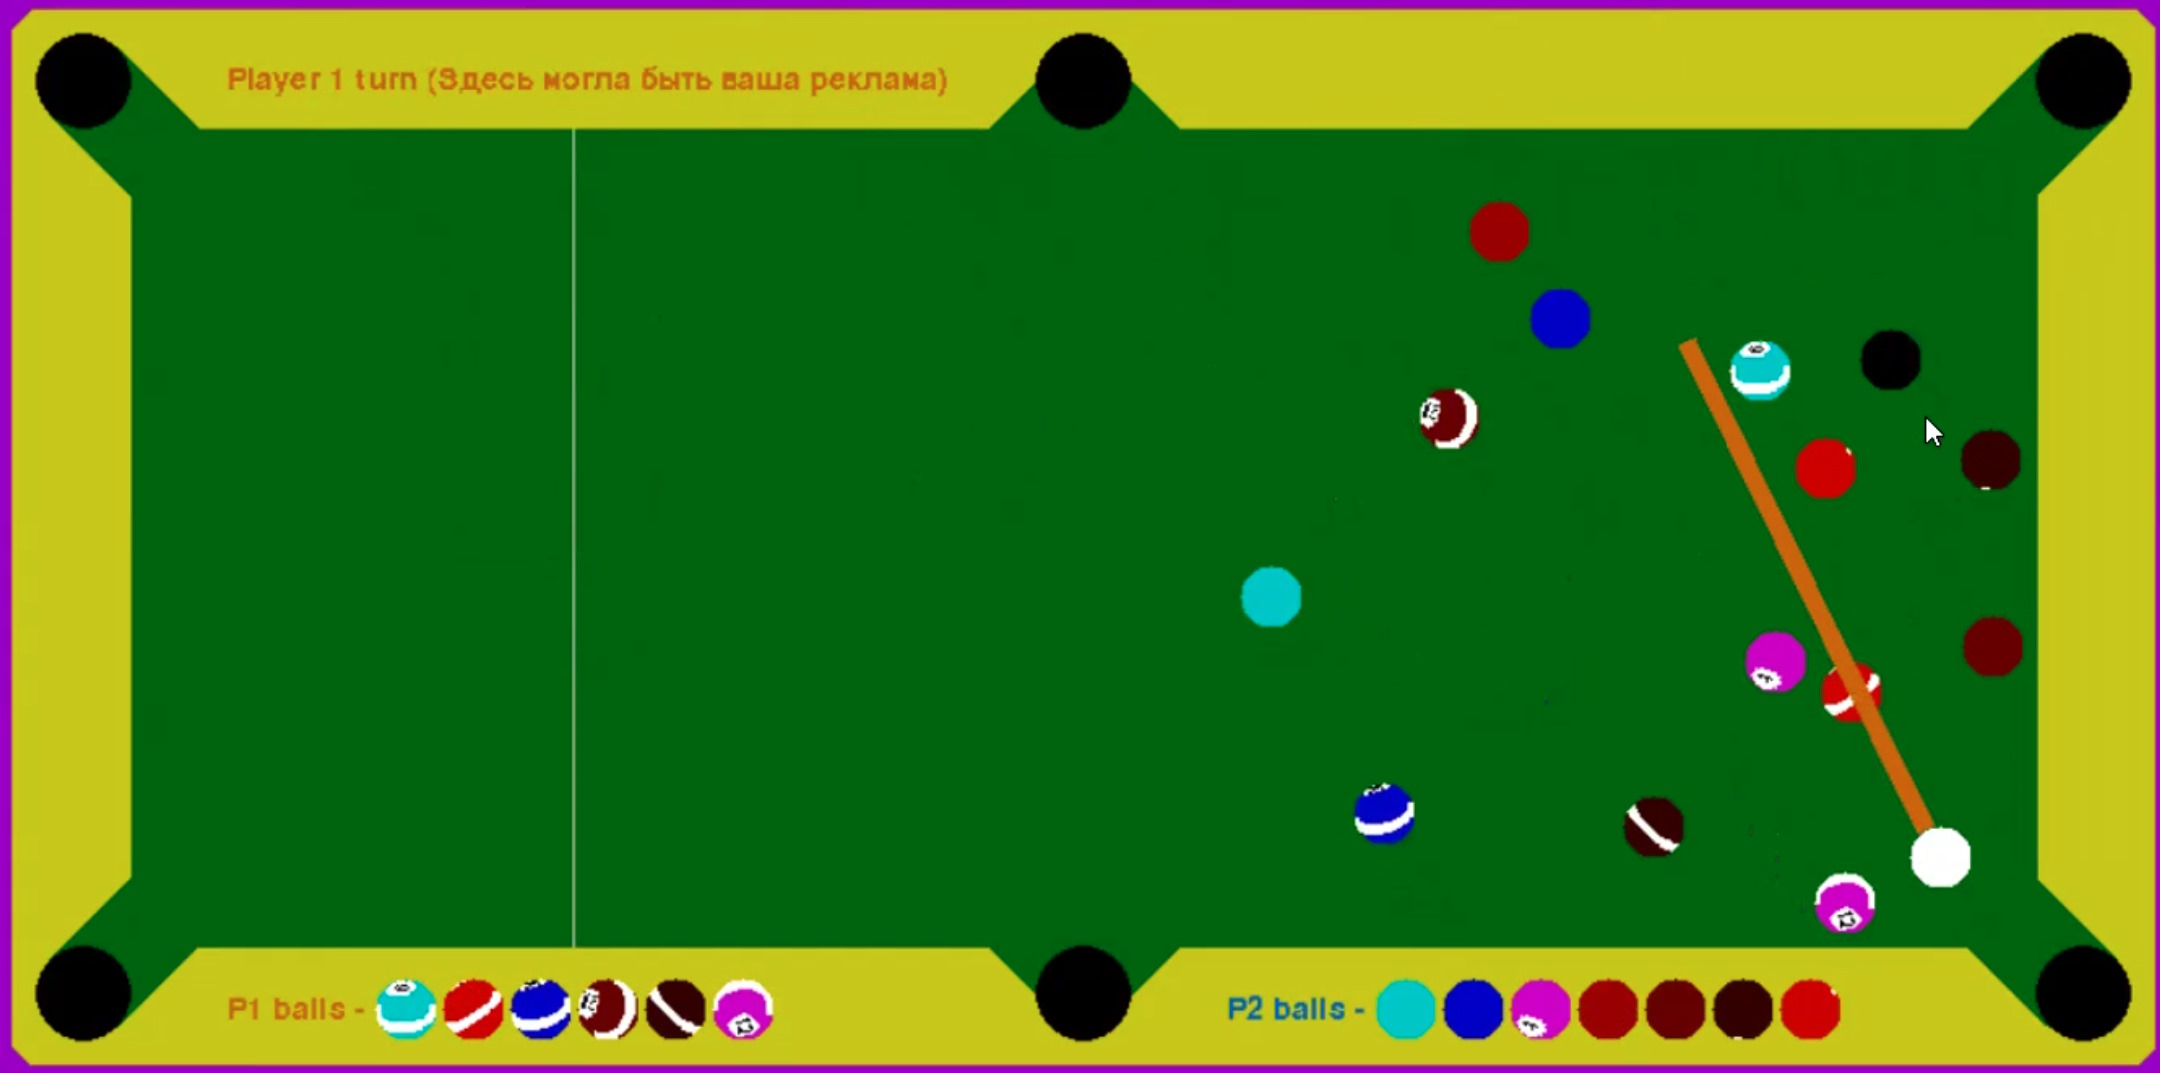 Player 1 turn (Здесь могла быть ваша реклама)
P1 balls -
P2 balls -